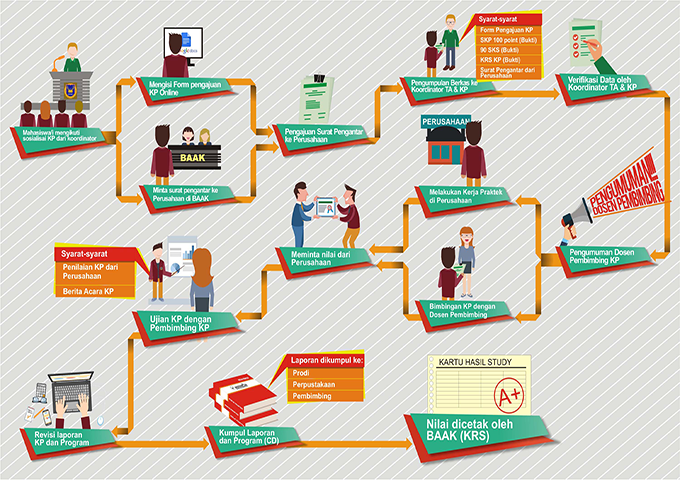 Mahasiswa/i mengikuti
sosialisai KP dari koordinator
glc docs
Mengisi Form pengajuan
KP Online
BAAK
Minta surat pengantar ke
Perusahaan di BAAK
Pengajuan Surat Pengantar
ke Perusahaan
Syarat-syarat
Form Pengajuan KP
SKP 100 point (Bukti)
90 SKS (Bukti)
KRS KP (Bukti)
Surat Pengantar dari
Perusahaan
Pengumpulan Berkas ke
Koordinator TA & KP
Verifikasi Data oleh
Koordinator TA & KP
PENGUMUMAN!!!
DOSEN PEMBIMBING
Pengumuman Dosen
Pembimbing KP
PERUSAHAAN
Melakukan Kerja Praktek
di Perusahaan
Bimbingan KP dengan
Dosen Pembimbing
Meminta nilai dari
Perusahaan
Syarat-syarat
Penilaian KP dari
Perusahaan
Berita Acara KP
Ujian KP dengan
Pembimbing KP
Revisi laporan
KP dan Program
Laporan dikumpul ke:
Prodi
Perpustakaan
Pembimbing
Kumpul Laporan
dan Program (CD)
KARTU HASIL STUDY
A+
Nilai dicetak oleh
BAAK (KRS)